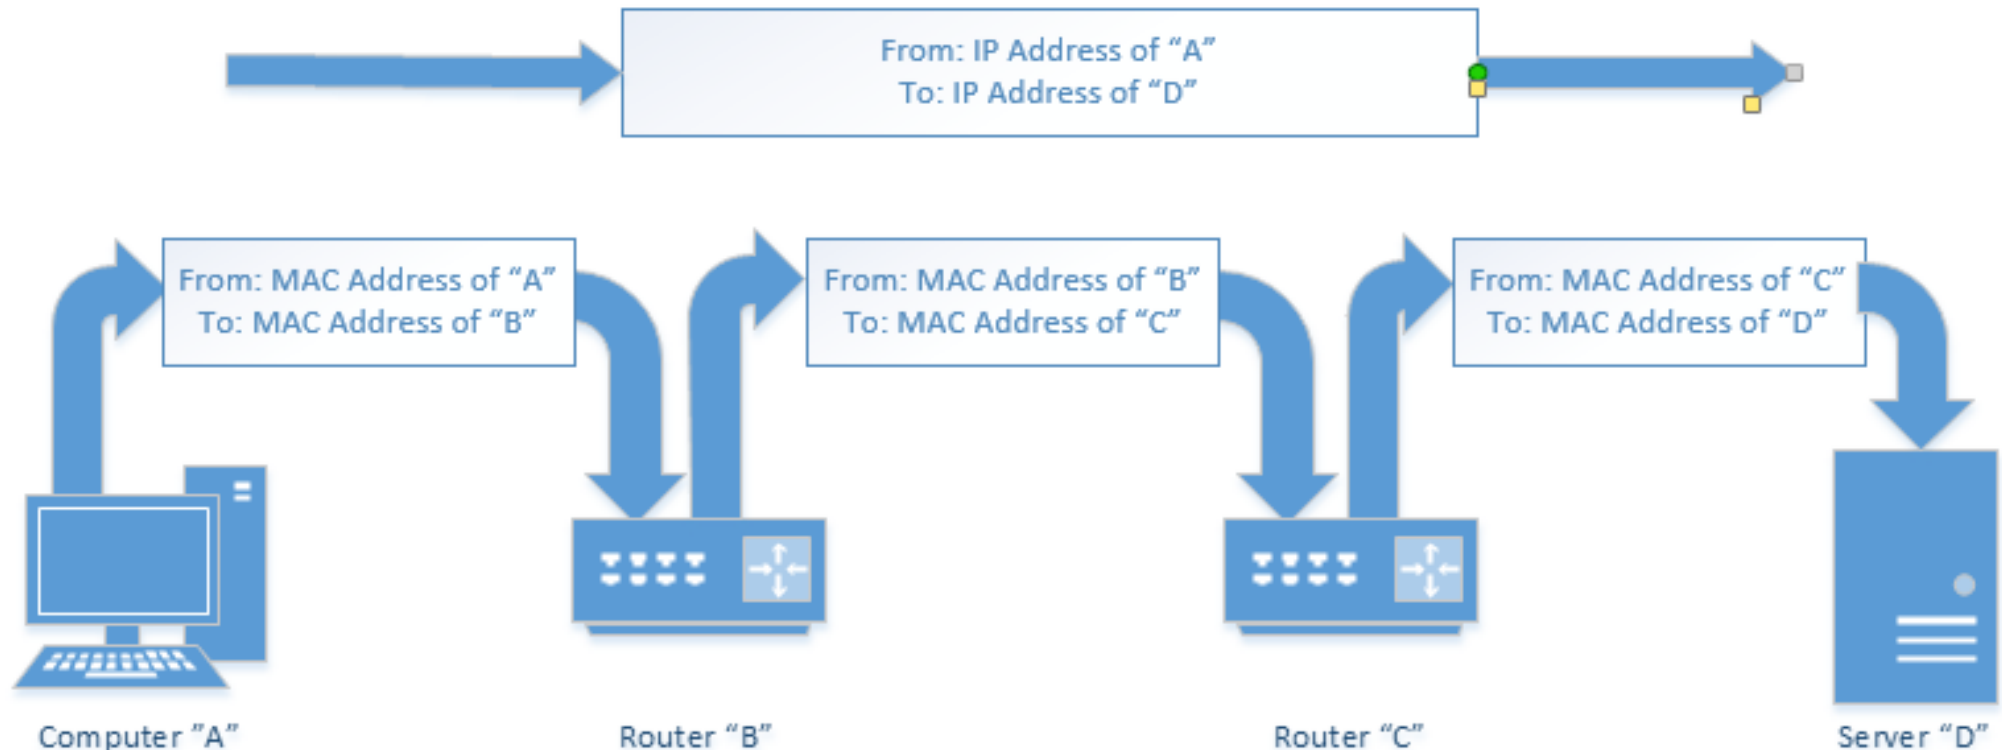 From: IP Address of “A”
To: IP Address of “D”
From: MAC Address of “A”
To: MAC Address of “B”
From: MAC Address of “B”
To: MAC Address of “C”
From: MAC Address of “C”
To: MAC Address of “D”
Computer ”A”
Router “B”
Router “C”
Server “D”